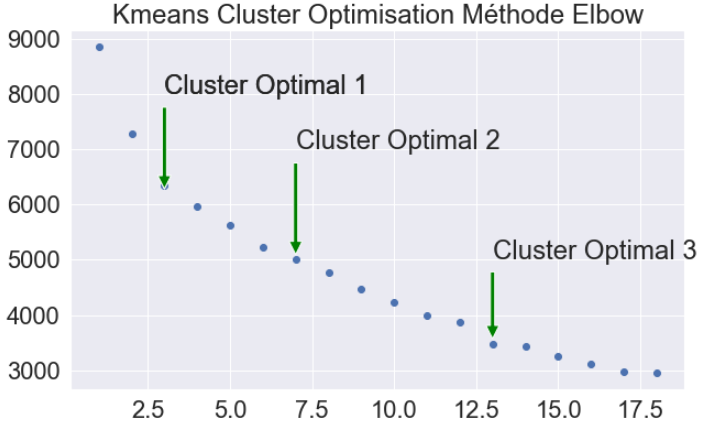 Kmeans Cluster Optimisation Méthode Elbow
9000
8000
7000
6000
5000
4000
3000
Cluster Optimal 1
Cluster Optimal 2
Cluster Optimal 3
2.5 5.0 7.5 10.0 12.5 15.0 17.5